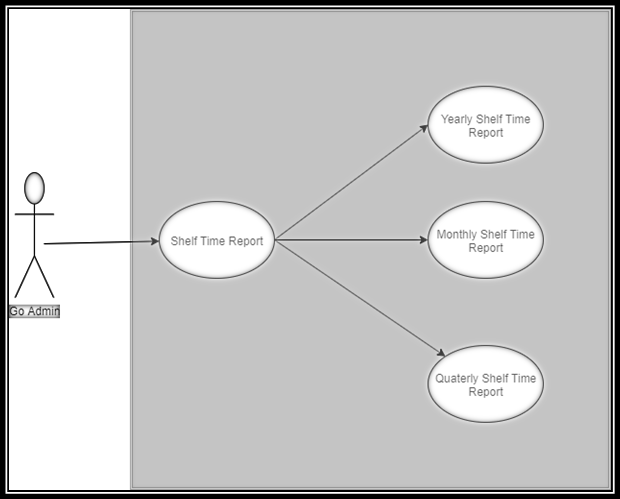 Yearly Shelf Time
Report
Shelf Time Report
Monthly Shelf Time
Report
Go Admin
Quaterly Shelf Time
Report